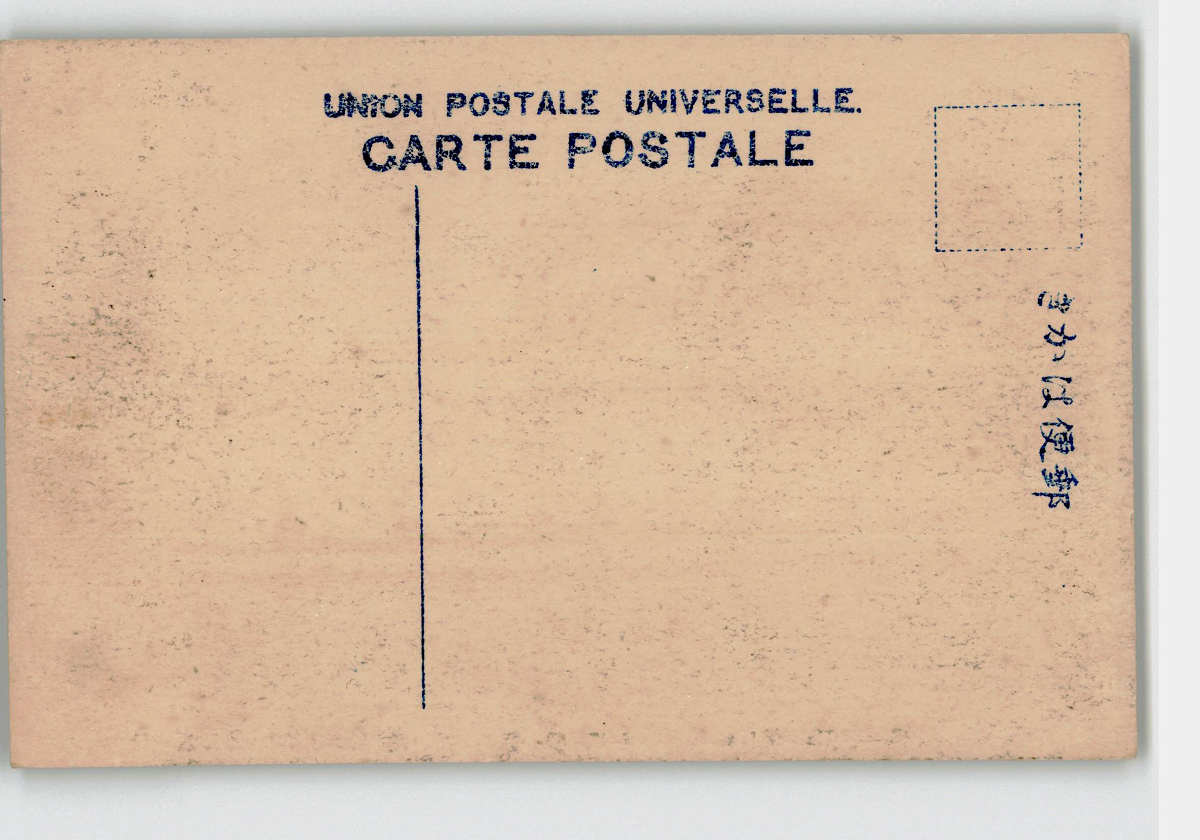 UNION POSTALE UNIVERSELLE.
CARTE POSTALE
きかは便郵